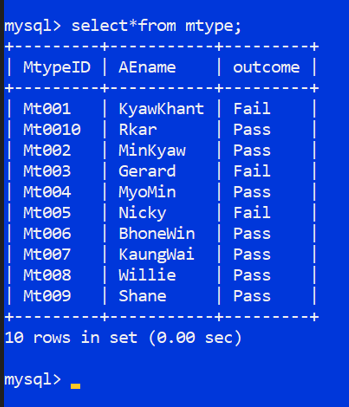 mysql> select*from mtype;
+----------+-----------+---------+
| MtypeID | AEname | outcome |
+----------+-----------+---------+
| Mt001 | KyawKhant | Fail |
| Mt0010 | Rkar | Pass |
| Mt002 | MinKyaw | Pass |
| Mt003 | Gerard | Fail |
| Mt004 | MyoMin | Pass |
| Mt005 | Nicky | Fail |
| Mt006 | BhoneWin | Pass |
| Mt007 | KaungWai | Pass |
| Mt008 | Willie | Pass |
| Mt009 | Shane | Pass |
+----------+-----------+---------+
10 rows in set (0.00 sec)
mysql>